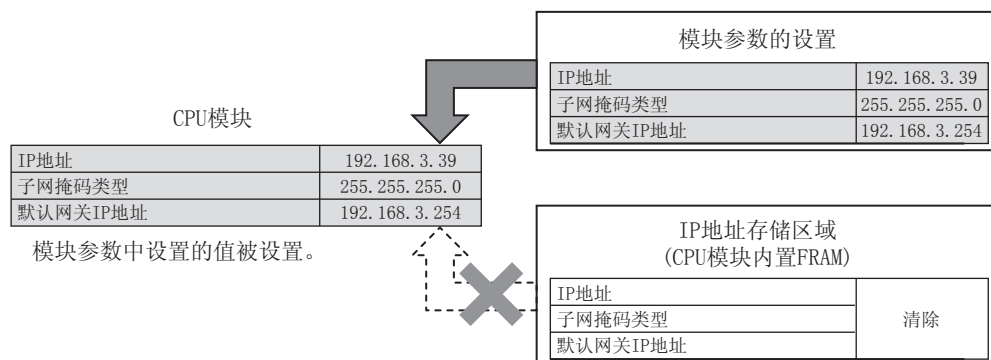 模块参数的设置
IP地址 192.168.3.39
子网掩码类型 255.255.255.0
默认网关IP地址 192.168.3.254
CPU模块
IP地址 192.168.3.39
子网掩码类型 255.255.255.0
默认网关IP地址 192.168.3.254
模块参数中设置的值被设置。
IP地址存储区域
(CPU模块内置FRAM)
IP地址
子网掩码类型 清除
默认网关IP地址